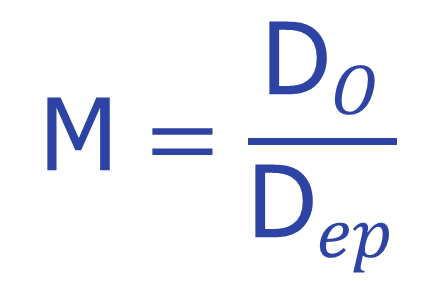 M = D_O / D_ep